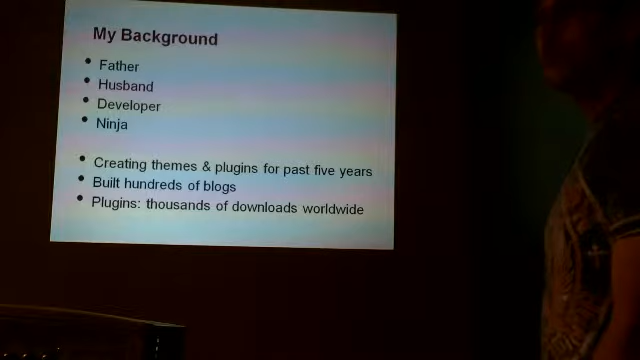 My Background
• Father
• Husband
• Developer
• Ninja
• Creating themes & plugins for past five years
• Built hundreds of blogs
• Plugins: thousands of downloads worldwide